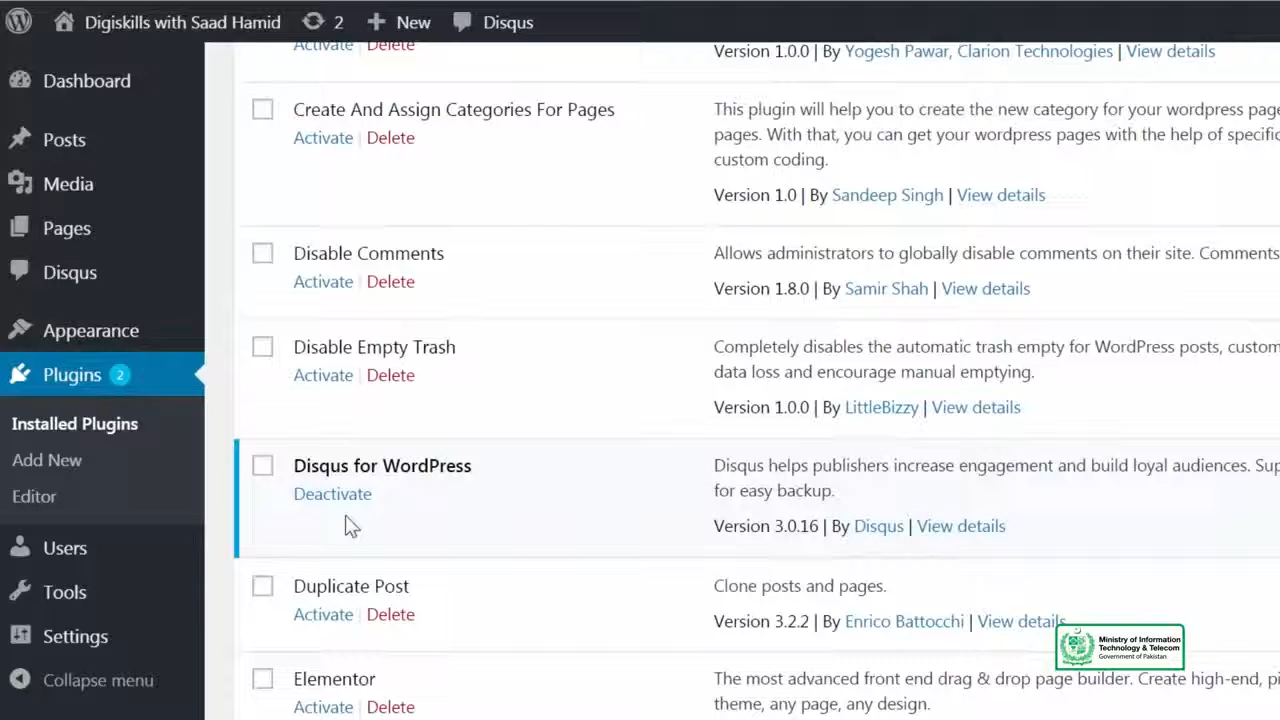 Digiskills with Saad Hamid 2 New Disqus
Dashboard
Posts
Media
Pages
Disqus
Appearance
Plugins 2
Installed Plugins
Add New
Editor
Users
Tools
Settings
Collapse menu
Activate | Delete
Version 1.0.0 | By Yogesh Pawar, Clarion Technologies | View details
Create And Assign Categories For Pages
Activate | Delete
This plugin will help you to create the new category for your wordpress page
pages. With that, you can get your wordpress pages with the help of specific
custom coding.
Version 1.0 | By Sandeep Singh | View details
Disable Comments
Activate | Delete
Allows administrators to globally disable comments on their site. Comments
Version 1.8.0 | By Samir Shah | View details
Disable Empty Trash
Activate | Delete
Completely disables the automatic trash empty for WordPress posts, custom
data loss and encourage manual emptying.
Version 1.0.0 | By LittleBizzy | View details
Disqus for WordPress
Deactivate
Disqus helps publishers increase engagement and build loyal audiences. Sup
for easy backup.
Version 3.0.16 | By Disqus | View details
Duplicate Post
Activate | Delete
Clone posts and pages.
Version 3.2.2 | By Enrico Battocchi | View details
Elementor
Activate | Delete
The most advanced front end drag & drop page builder. Create high-end, pi
theme, any page, any design.
Ministry of Information
Technology & Telecom
Government of Pakistan